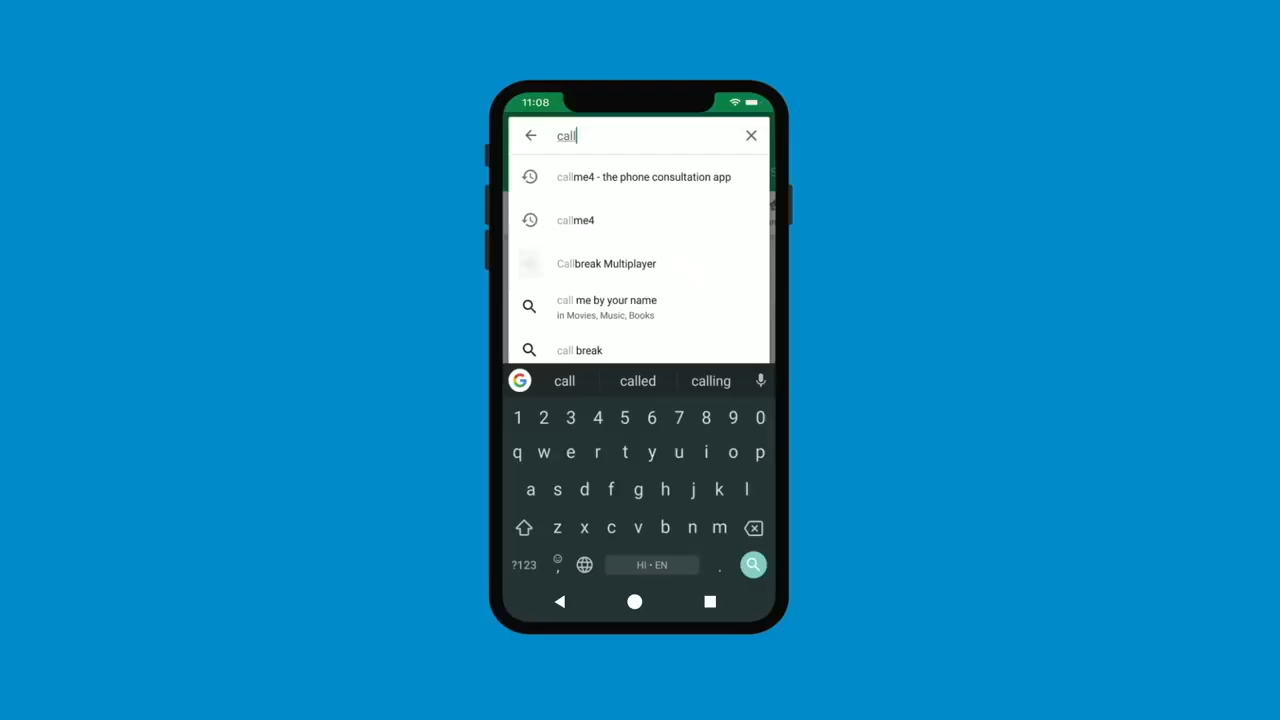 11:08
call
callme4 - the phone consultation app
callme4
Callbreak Multiplayer
call me by your name
in Movies, Music, Books
call break
G call called calling
1 2 3 4 5 6 7 8 9 0
q w e r t y u i o p
a s d f g h j k l
z x c v b n m
?123 , HI • EN .